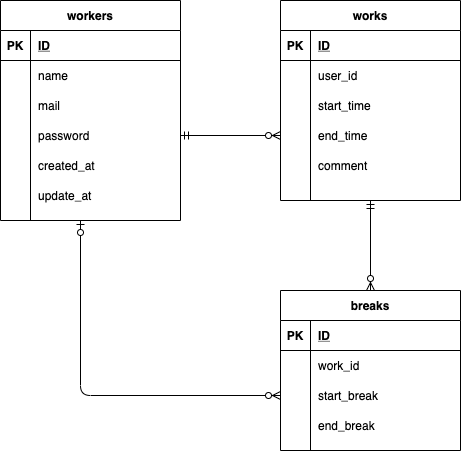 workers
PK ID
name
mail
password
created_at
update_at
works
PK ID
user_id
start_time
end_time
comment
breaks
PK ID
work_id
start_break
end_break